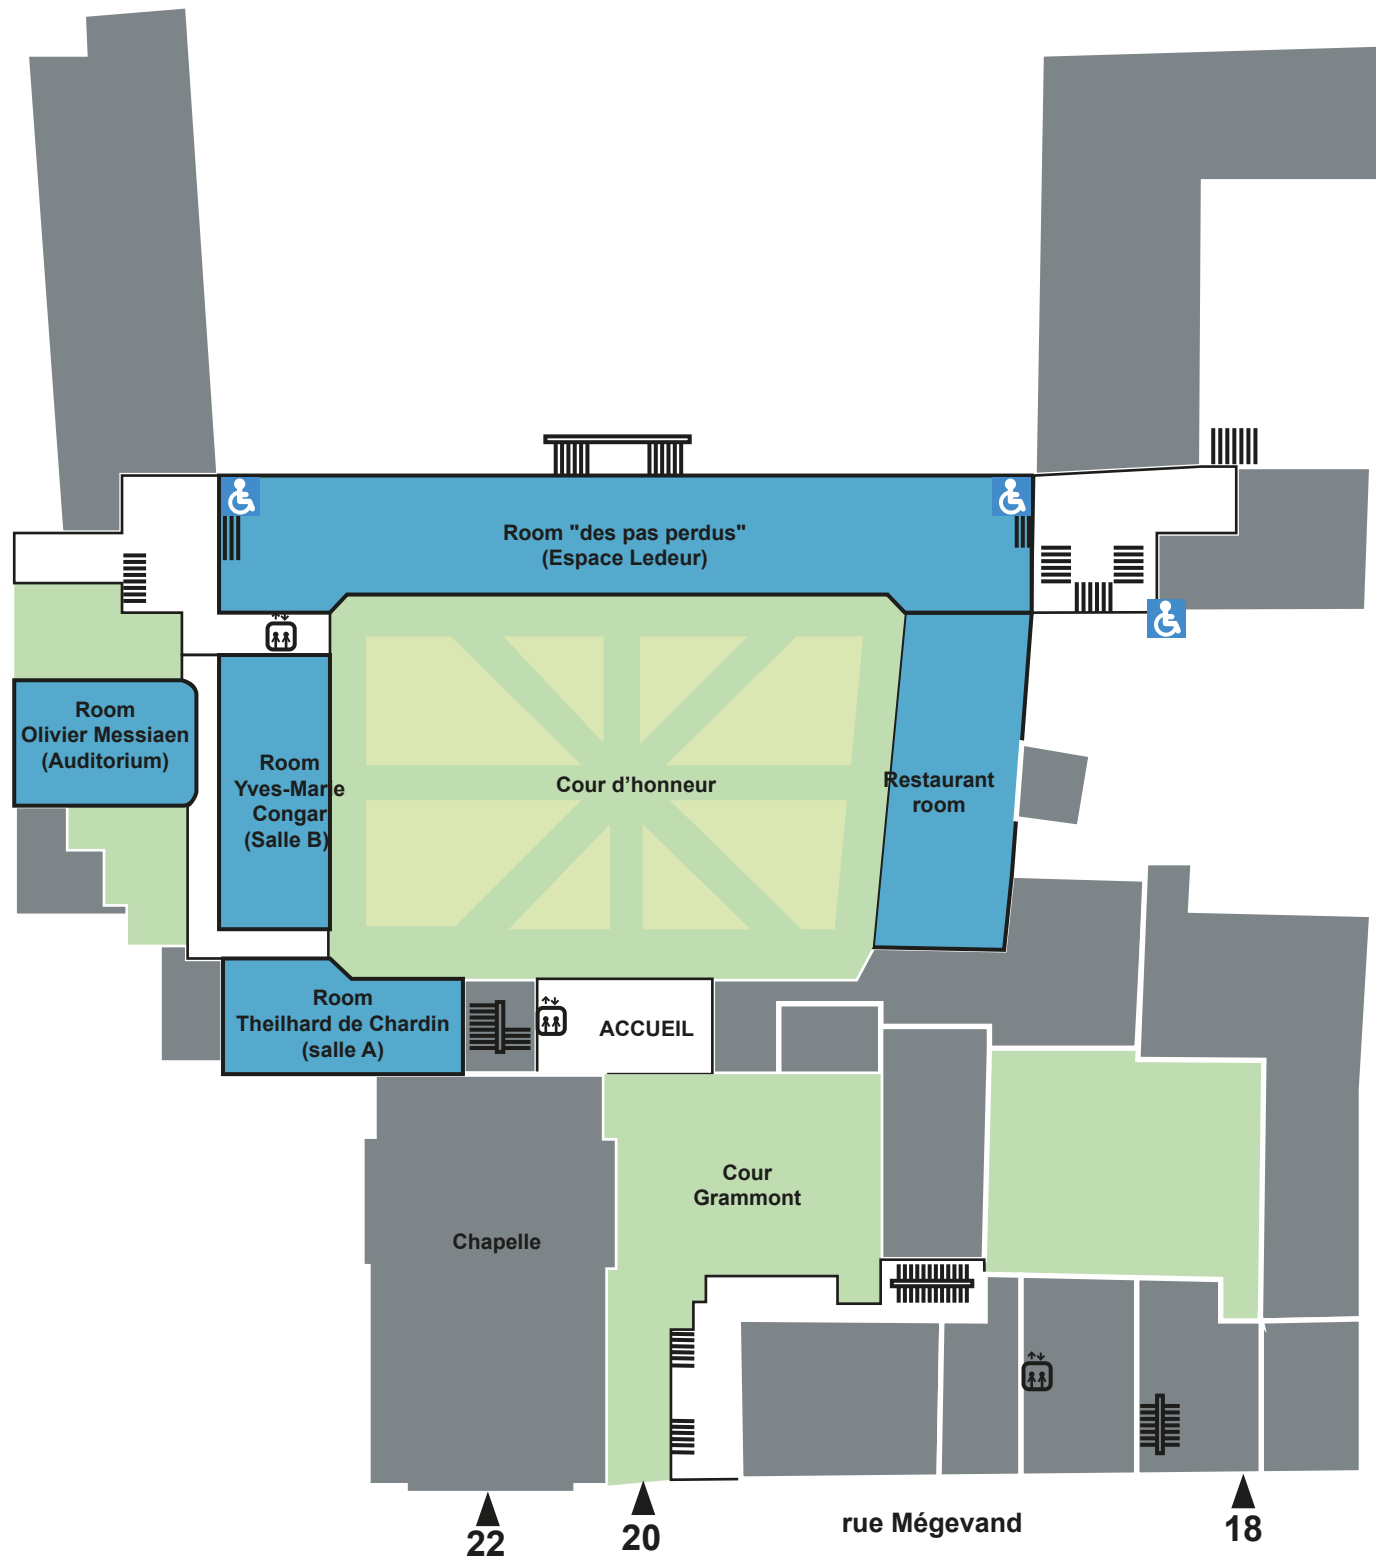 Room "des pas perdus"
(Espace Ledeur)
Room
Olivier Messiaen
(Auditorium)
Room
Yves-Marie
Congar
(Salle B)
Cour d’honneur
Restaurant
room
Room
Theilhard de Chardin
(salle A)
ACCUEIL
Cour
Grammont
Chapelle
rue Mégevand
22
20
18